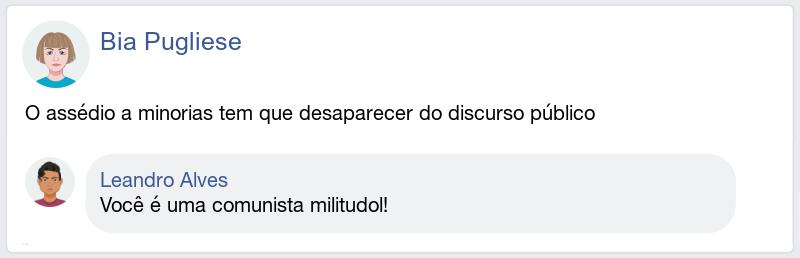 Bia Pugliese
O assédio a minorias tem que desaparecer do discurso público
Leandro Alves
Você é uma comunista militudol!